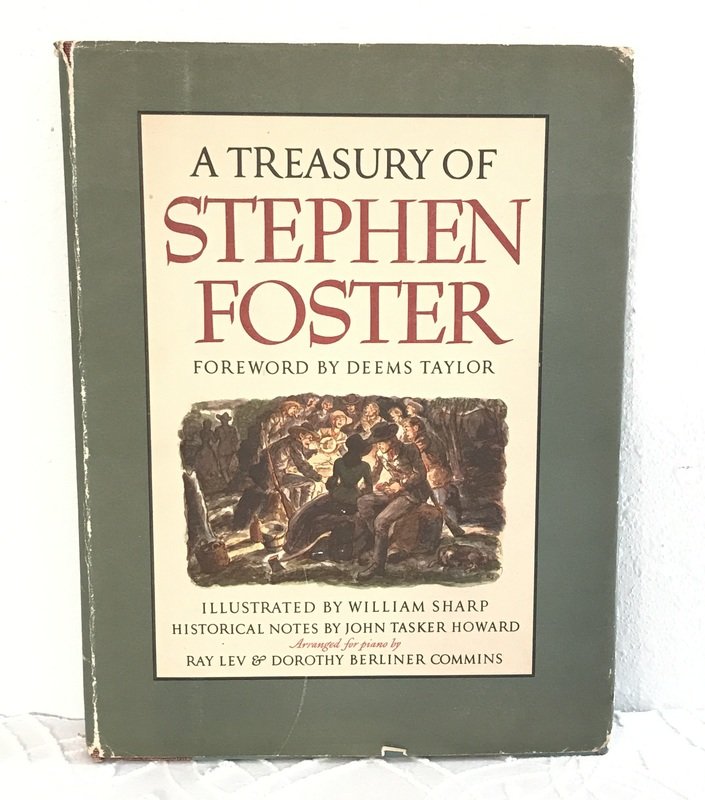 A TREASURY OF
STEPHEN
FOSTER
FOREWORD BY DEEMS TAYLOR
ILLUSTRATED BY WILLIAM SHARP
HISTORICAL NOTES BY JOHN TASKER HOWARD
Arranged for piano by
RAY LEV & DOROTHY BERLINER COMMINS